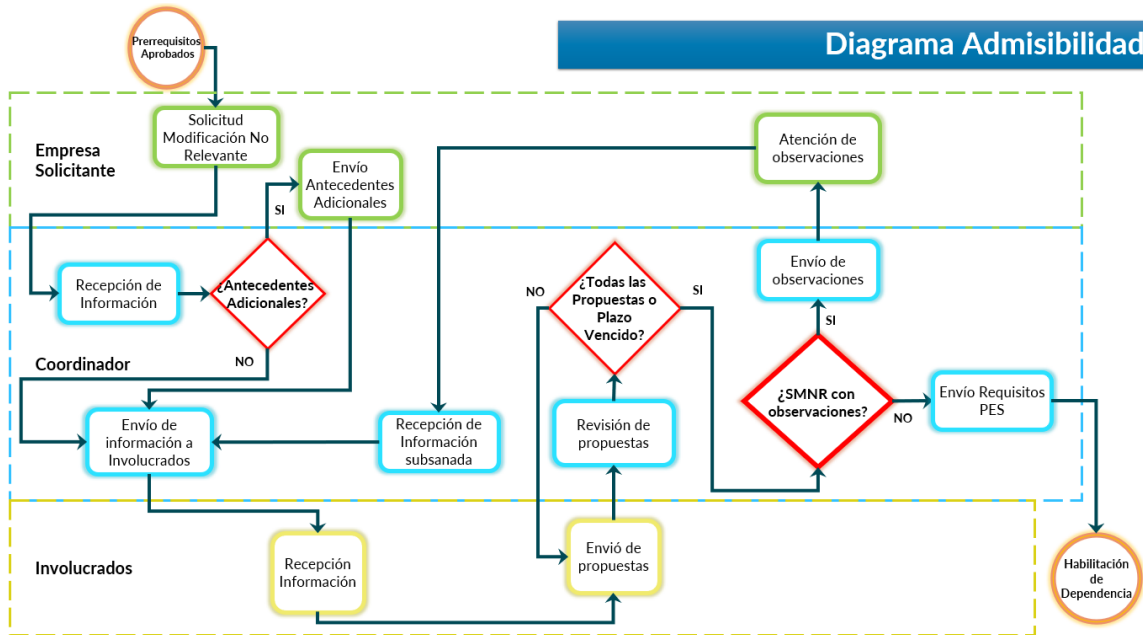 Prerrequisitos
Aprobados
Diagrama Admisibilidad
Empresa
Solicitante
Solicitud
Modificación No
Relevante
Envío
Antecedentes
Adicionales
Atención de
observaciones
SI
Recepción de
Información
¿Antecedentes
Adicionales?
NO
¿Todas las
Propuestas o
Plazo
Vencido?
NO
SI
Envío de
observaciones
SI
Coordinador
Envío de
información a
Involucrados
Recepción de
Información
subsanada
Revisión de
propuestas
¿SMNR con
observaciones?
NO
Envío Requisitos
PES
Involucrados
Recepción
Información
Envió de
propuestas
Habilitación
de
Dependencia